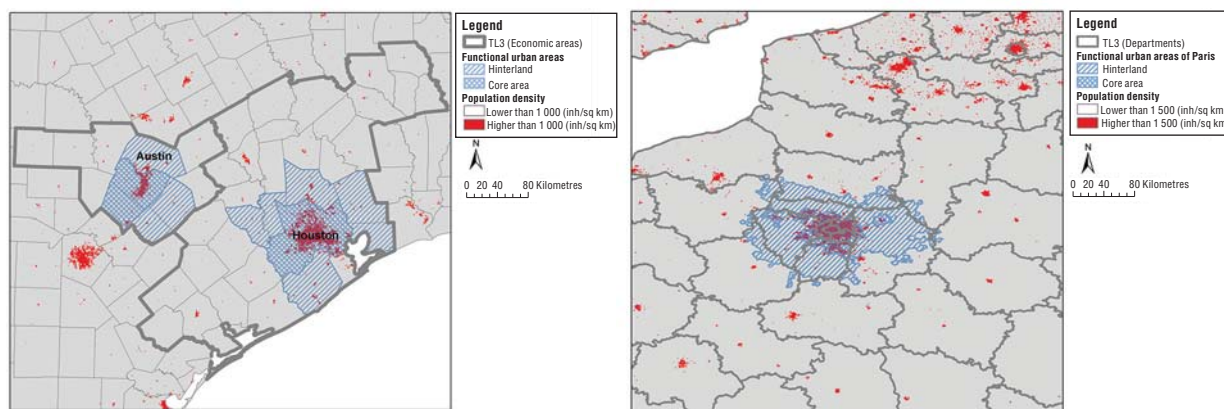 Austin
Houston
Legend
TL3 (Economic areas)
Functional urban areas
Hinterland
Core area
Population density
Lower than 1 000 (inh/sq km)
Higher than 1 000 (inh/sq km)
N
0 20 40 80 Kilometres
Legend
TL3 (Departments)
Functional urban areas of Paris
Hinterland
Core area
Population density
Lower than 1 500 (inh/sq km)
Higher than 1 500 (inh/sq km)
N
0 20 40 80 Kilometres